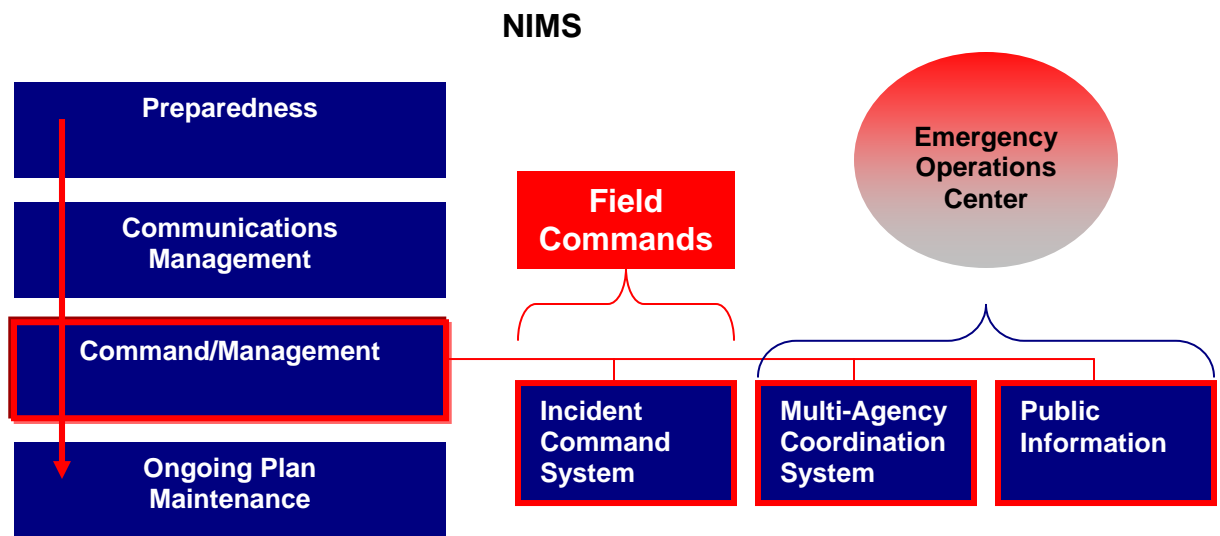 NIMS
Preparedness
Communications
Management
Command/Management
Ongoing Plan
Maintenance
Field
Commands
Emergency
Operations
Center
Incident
Command
System
Multi-Agency
Coordination
System
Public
Information